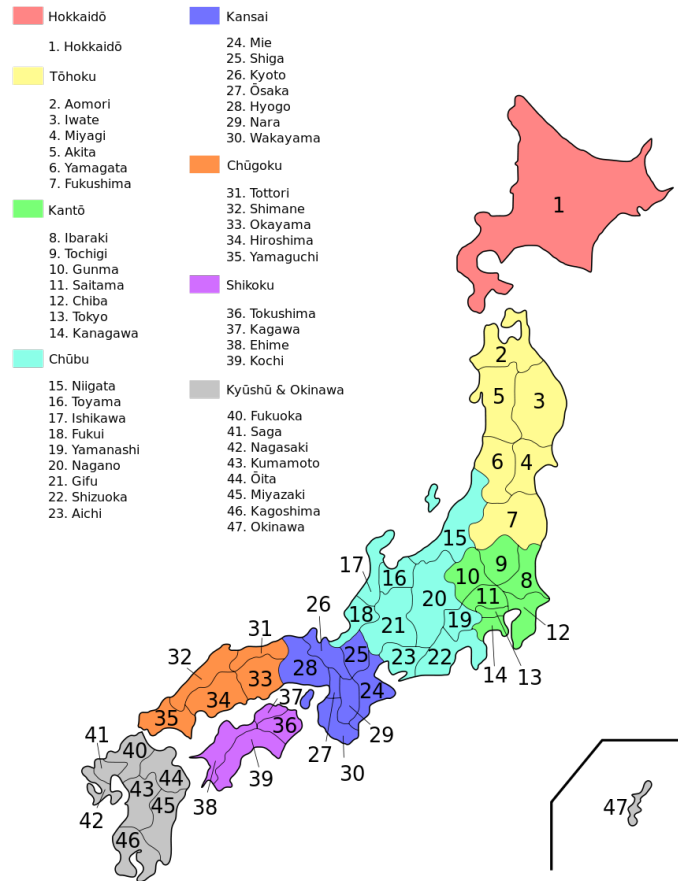 Hokkaidō
1. Hokkaidō
Tōhoku
2. Aomori
3. Iwate
4. Miyagi
5. Akita
6. Yamagata
7. Fukushima
Kantō
8. Ibaraki
9. Tochigi
10. Gunma
11. Saitama
12. Chiba
13. Tokyo
14. Kanagawa
Chūbu
15. Niigata
16. Toyama
17. Ishikawa
18. Fukui
19. Yamanashi
20. Nagano
21. Gifu
22. Shizuoka
23. Aichi
Kansai
24. Mie
25. Shiga
26. Kyoto
27. Ōsaka
28. Hyogo
29. Nara
30. Wakayama
Chūgoku
31. Tottori
32. Shimane
33. Okayama
34. Hiroshima
35. Yamaguchi
Shikoku
36. Tokushima
37. Kagawa
38. Ehime
39. Kochi
Kyūshū & Okinawa
40. Fukuoka
41. Saga
42. Nagasaki
43. Kumamoto
44. Ōita
45. Miyazaki
46. Kagoshima
47. Okinawa
1
2
3
5
4
6
7
15
9
17
16
10
8
20
11
26
18
19
12
31
21
32
25
28
23
22
14
13
33
24
34
37
35
36
29
27
41
40
39
30
44
43
38
42
45
47
46